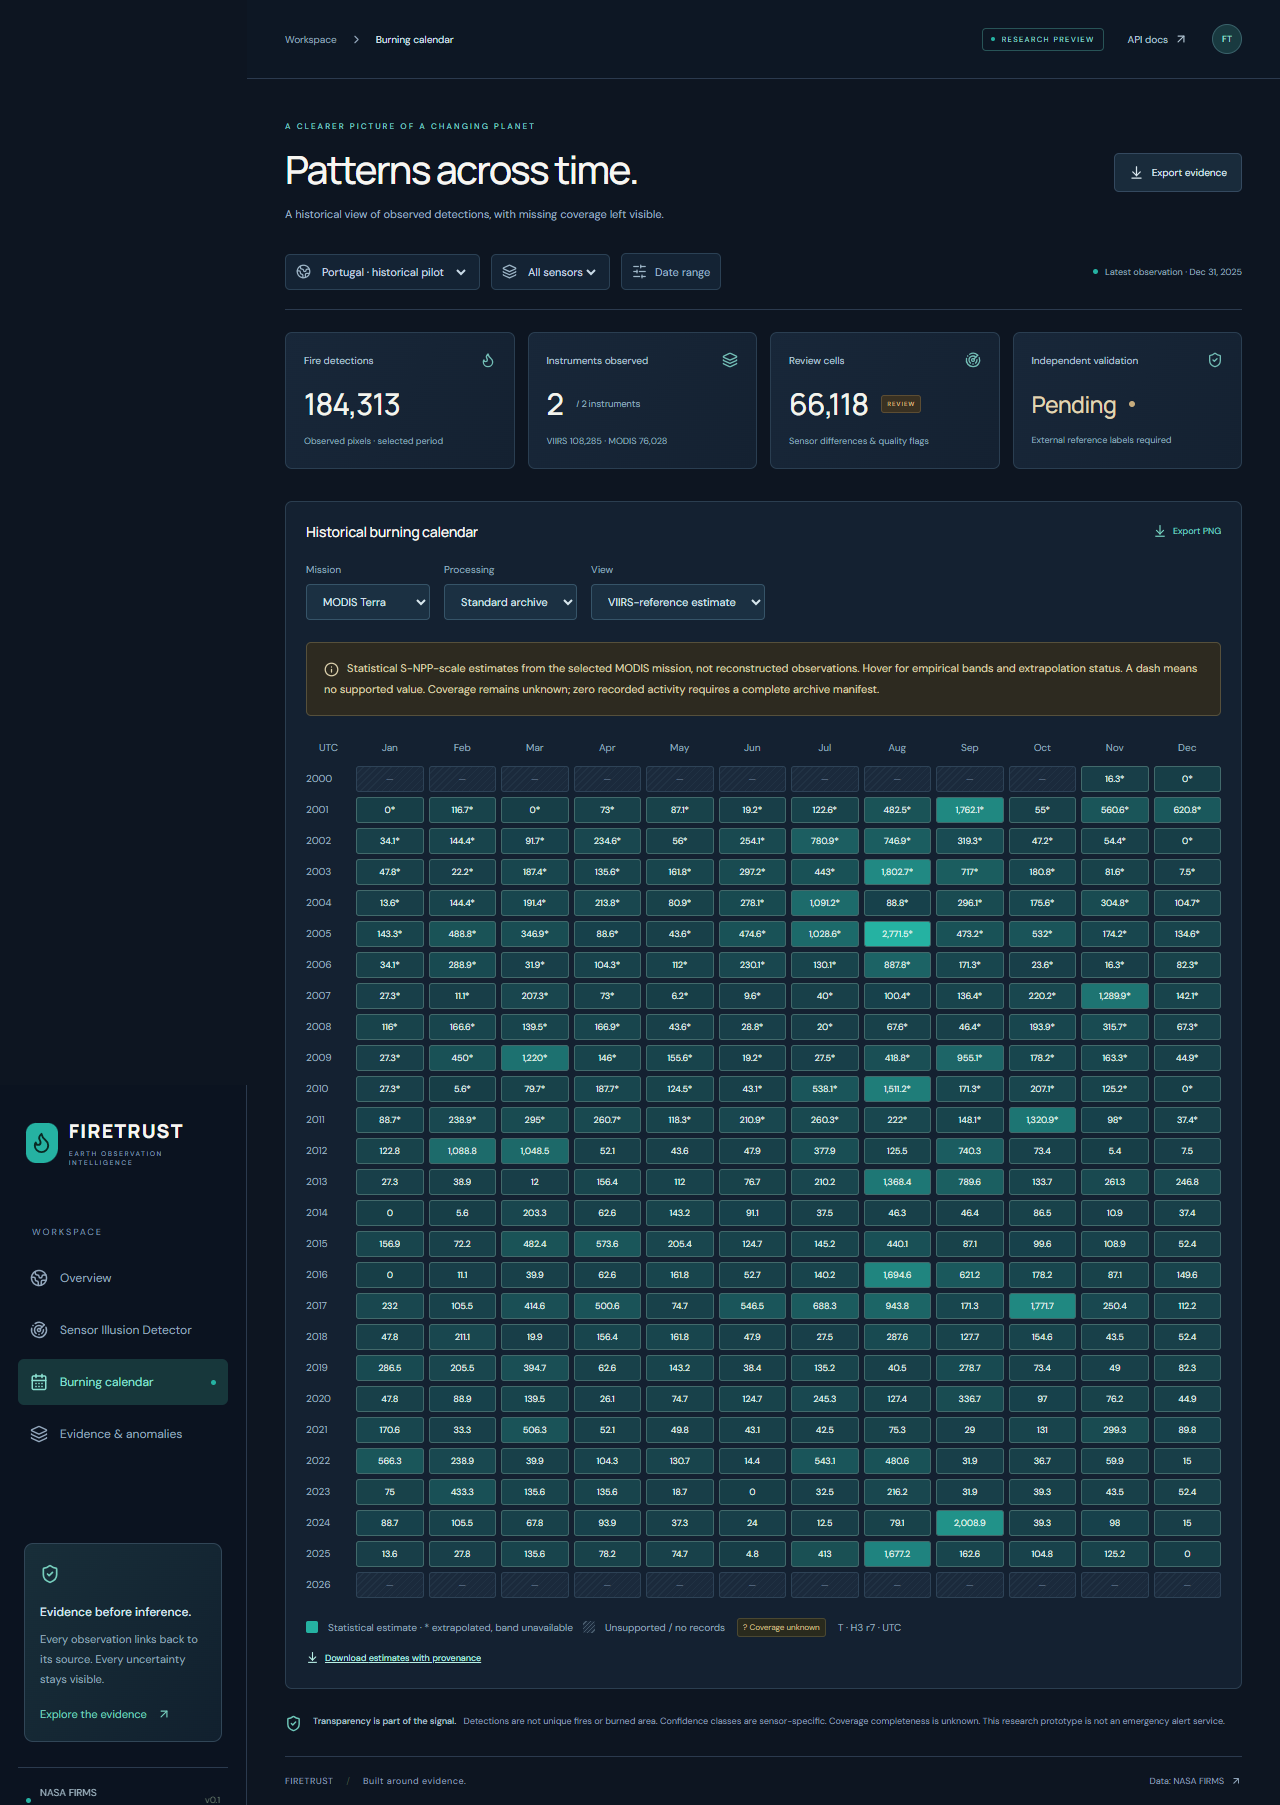 Workspace > Burning calendar
RESEARCH PREVIEW
API docs
FT
A CLEARER PICTURE OF A CHANGING PLANET
Patterns across time.
Export evidence
A historical view of observed detections, with missing coverage left visible.
Portugal · historical pilot
All sensors
Date range
Latest observation · Dec 31, 2025
Fire detections
184,313
Observed pixels · selected period
Instruments observed
2 / 2 instruments
VIIRS 108,285 · MODIS 76,028
Review cells
66,118 REVIEW
Sensor differences & quality flags
Independent validation
Pending
External reference labels required
Historical burning calendar
Export PNG
Mission Processing View
MODIS Terra Standard archive VIIRS-reference estimate
Statistical S-NPP-scale estimates from the selected MODIS mission, not reconstructed observations. Hover for empirical bands and extrapolation status. A dash means
no supported value. Coverage remains unknown; zero recorded activity requires a complete archive manifest.
UTC Jan Feb Mar Apr May Jun Jul Aug Sep Oct Nov Dec
2000 — — — — — — — — — — 16.3* 0*
2001 0* 116.7* 0* 73* 87.1* 19.2* 122.6* 482.5* 1,762.1* 55* 560.6* 620.8*
2002 34.1* 144.4* 91.7* 234.6* 56* 254.1* 780.9* 746.9* 319.3* 47.2* 54.4* 0*
2003 47.8* 22.2* 187.4* 135.6* 161.8* 297.2* 443* 1,802.7* 717* 180.8* 81.6* 7.5*
2004 13.6* 144.4* 191.4* 213.8* 80.9* 278.1* 1,091.2* 88.8* 296.1* 175.6* 304.8* 104.7*
2005 143.3* 488.8* 346.9* 88.6* 43.6* 474.6* 1,028.6* 2,771.5* 473.2* 532* 174.2* 134.6*
2006 34.1* 288.9* 31.9* 104.3* 112* 230.1* 130.1* 887.8* 171.3* 23.6* 16.3* 82.3*
2007 27.3* 11.1* 207.3* 73* 6.2* 9.6* 40* 100.4* 136.4* 220.2* 1,289.9* 142.1*
2008 116* 166.6* 139.5* 166.9* 43.6* 28.8* 20* 67.6* 46.4* 193.9* 315.7* 67.3*
2009 27.3* 450* 1,220* 146* 155.6* 19.2* 27.5* 418.8* 955.1* 178.2* 163.3* 44.9*
2010 27.3* 5.6* 79.7* 187.7* 124.5* 43.1* 538.1* 1,511.2* 171.3* 207.1* 125.2* 0*
2011 88.7* 238.9* 295* 260.7* 118.3* 210.9* 260.3* 222* 148.1* 1,320.9* 98* 37.4*
2012 122.8 1,088.8 1,048.5 52.1 43.6 47.9 377.9 125.5 740.3 73.4 5.4 7.5
2013 27.3 38.9 12 156.4 112 76.7 210.2 1,368.4 789.6 133.7 261.3 246.8
2014 0 5.6 203.3 62.6 143.2 91.1 37.5 46.3 46.4 86.5 10.9 37.4
2015 156.9 72.2 482.4 573.6 205.4 124.7 145.2 440.1 87.1 99.6 108.9 52.4
2016 0 11.1 39.9 62.6 161.8 52.7 140.2 1,694.6 621.2 178.2 87.1 149.6
2017 232 105.5 414.6 500.6 74.7 546.5 688.3 943.8 171.3 1,771.7 250.4 112.2
2018 47.8 211.1 19.9 156.4 161.8 47.9 27.5 287.6 127.7 154.6 43.5 52.4
2019 286.5 205.5 394.7 62.6 143.2 38.4 135.2 40.5 278.7 73.4 49 82.3
2020 47.8 88.9 139.5 26.1 74.7 124.7 245.3 127.4 336.7 97 76.2 44.9
2021 170.6 33.3 506.3 52.1 49.8 43.1 42.5 75.3 29 131 299.3 89.8
2022 566.3 238.9 39.9 104.3 130.7 14.4 543.1 480.6 31.9 36.7 59.9 15
2023 75 433.3 135.6 135.6 18.7 0 32.5 216.2 31.9 39.3 43.5 52.4
2024 88.7 105.5 67.8 93.9 37.3 24 12.5 79.1 2,008.9 39.3 98 15
2025 13.6 27.8 135.6 78.2 74.7 4.8 413 1,677.2 162.6 104.8 125.2 0
2026 — — — — — — — — — — — —
Statistical estimate · * extrapolated, band unavailable Unsupported / no records ? Coverage unknown T · H3 r7 · UTC
Download estimates with provenance
Transparency is part of the signal. Detections are not unique fires or burned area. Confidence classes are sensor-specific. Coverage completeness is unknown. This research prototype is not an emergency alert service.
FIRETRUST / Built around evidence.
Data: NASA FIRMS
FIRETRUST
EARTH OBSERVATION
INTELLIGENCE
WORKSPACE
Overview
Sensor Illusion Detector
Burning calendar
Evidence & anomalies
Evidence before inference.
Every observation links back to
its source. Every uncertainty
stays visible.
Explore the evidence
NASA FIRMS
v0.1